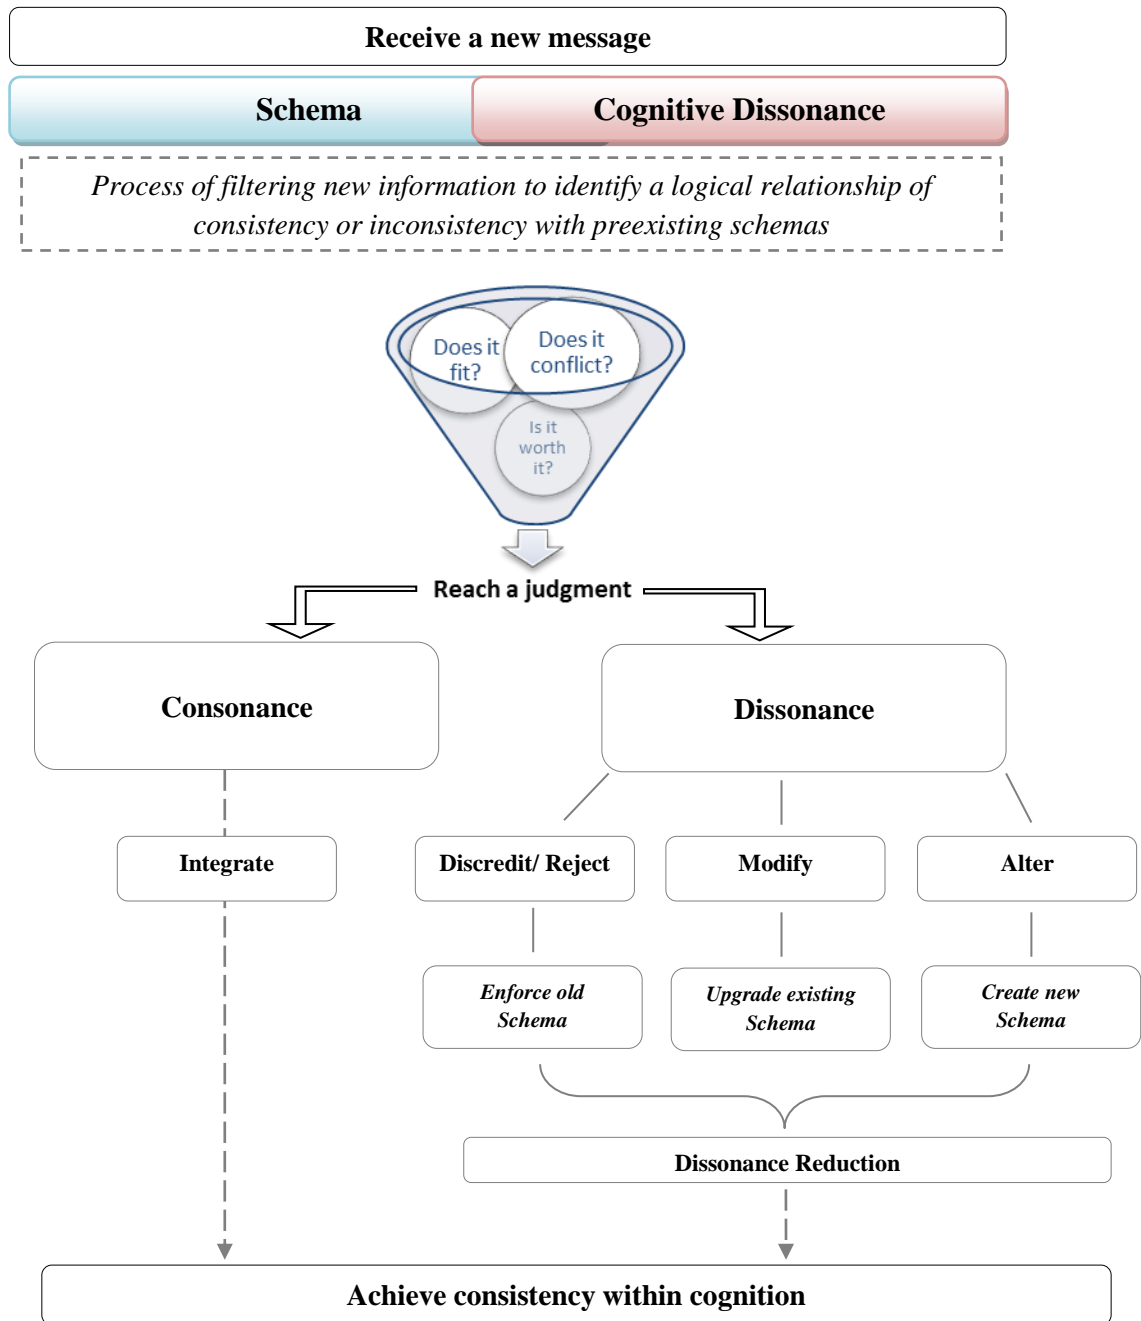 Receive a new message
Schema
Cognitive Dissonance
Process of filtering new information to identify a logical relationship of
consistency or inconsistency with preexisting schemas
Does it
fit?
Does it
conflict?
Is it
worth
it?
Reach a judgment
Consonance
Dissonance
Integrate
Discredit/ Reject
Modify
Alter
Enforce old
Schema
Upgrade existing
Schema
Create new
Schema
Dissonance Reduction
Achieve consistency within cognition